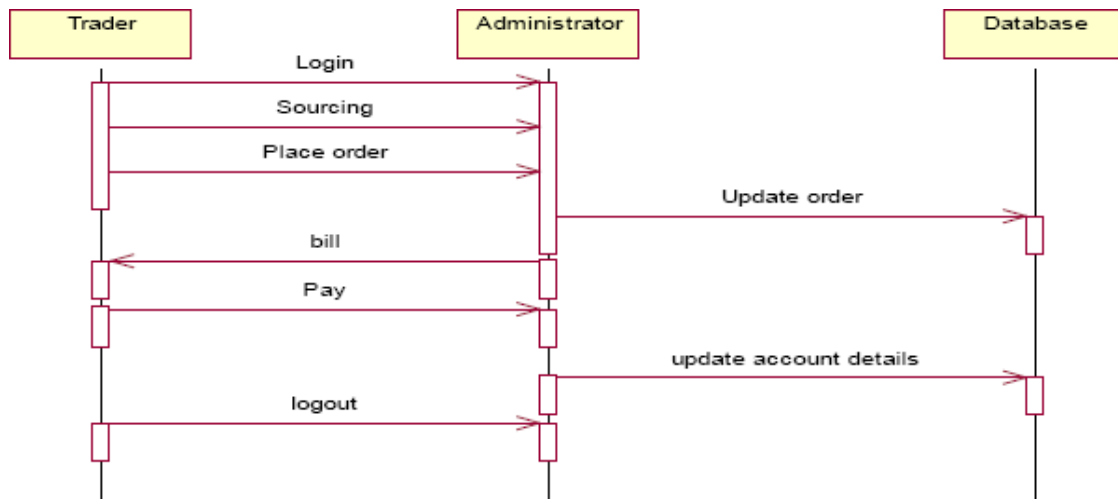 Trader
Administrator
Database
Login
Sourcing
Place order
Update order
bill
Pay
update account details
logout